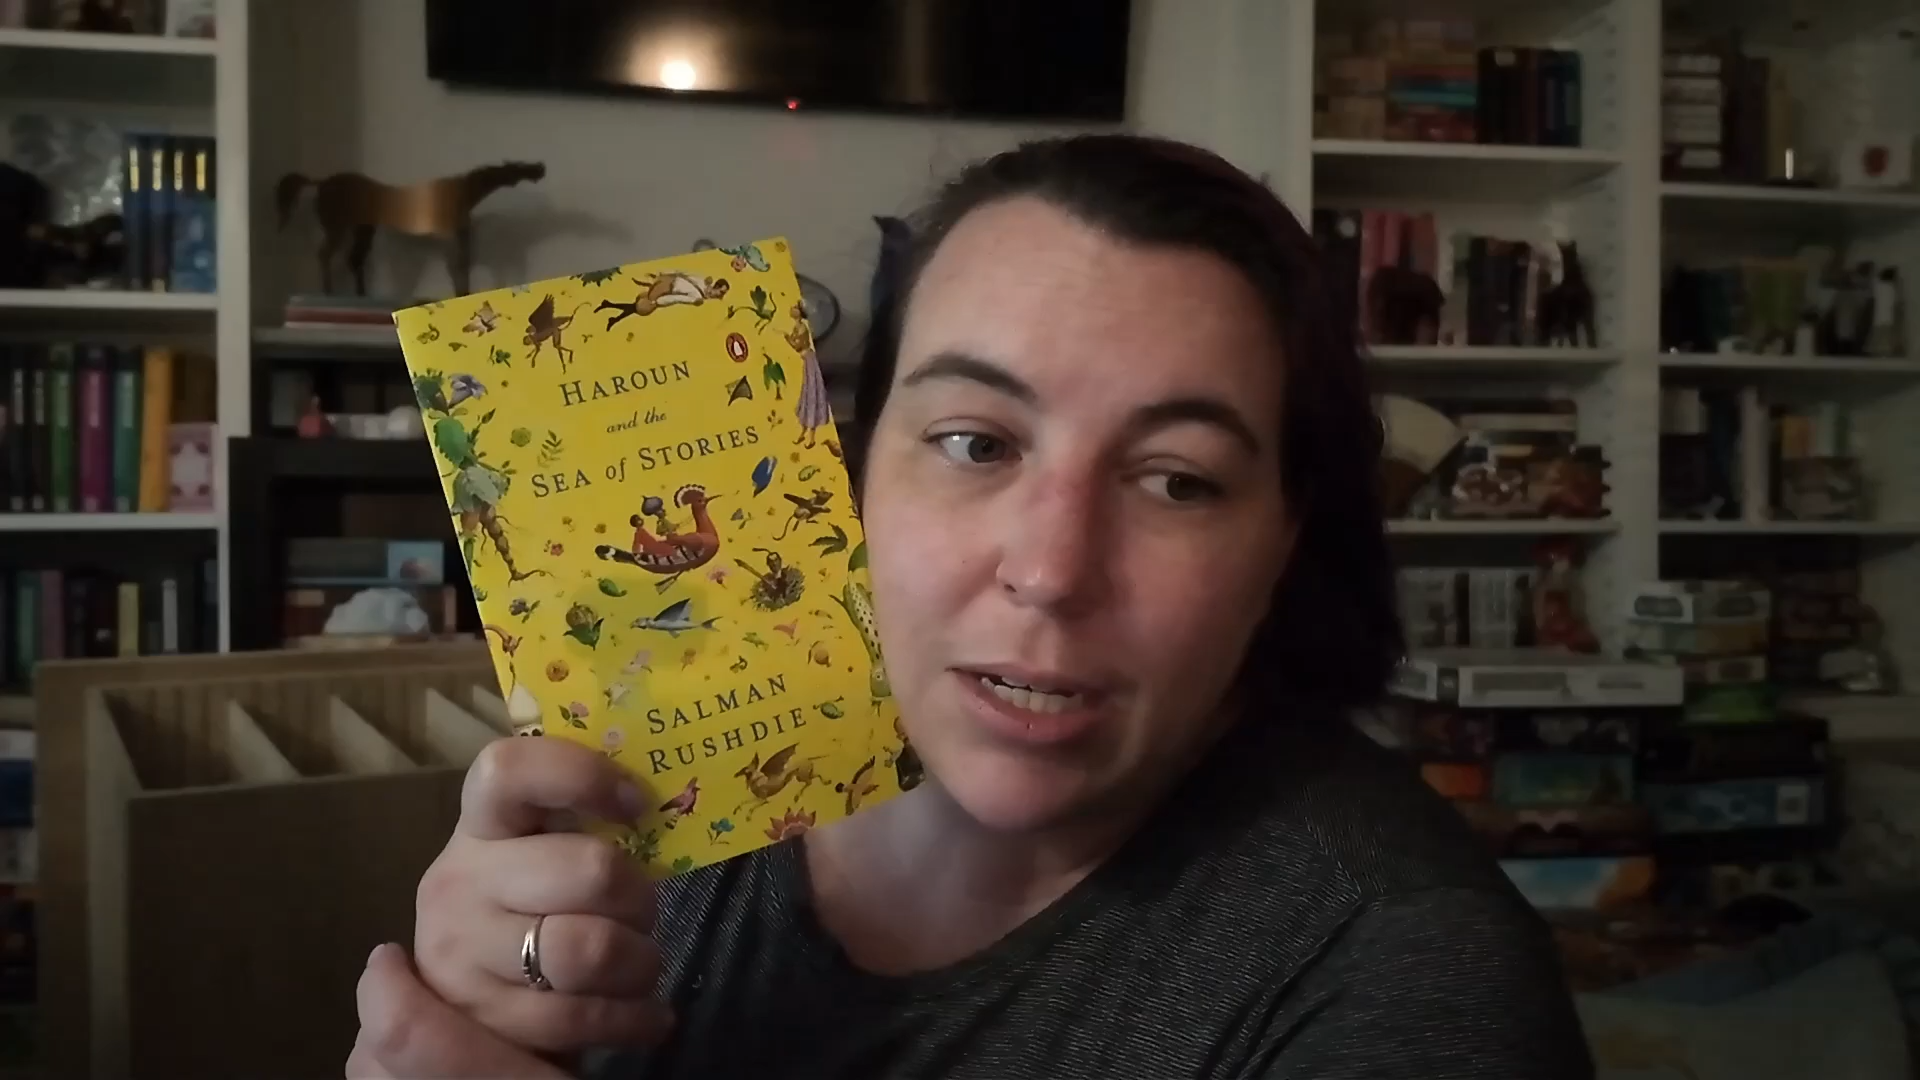 HAROUN
and the
SEA of STORIES
SALMAN
RUSHDIE